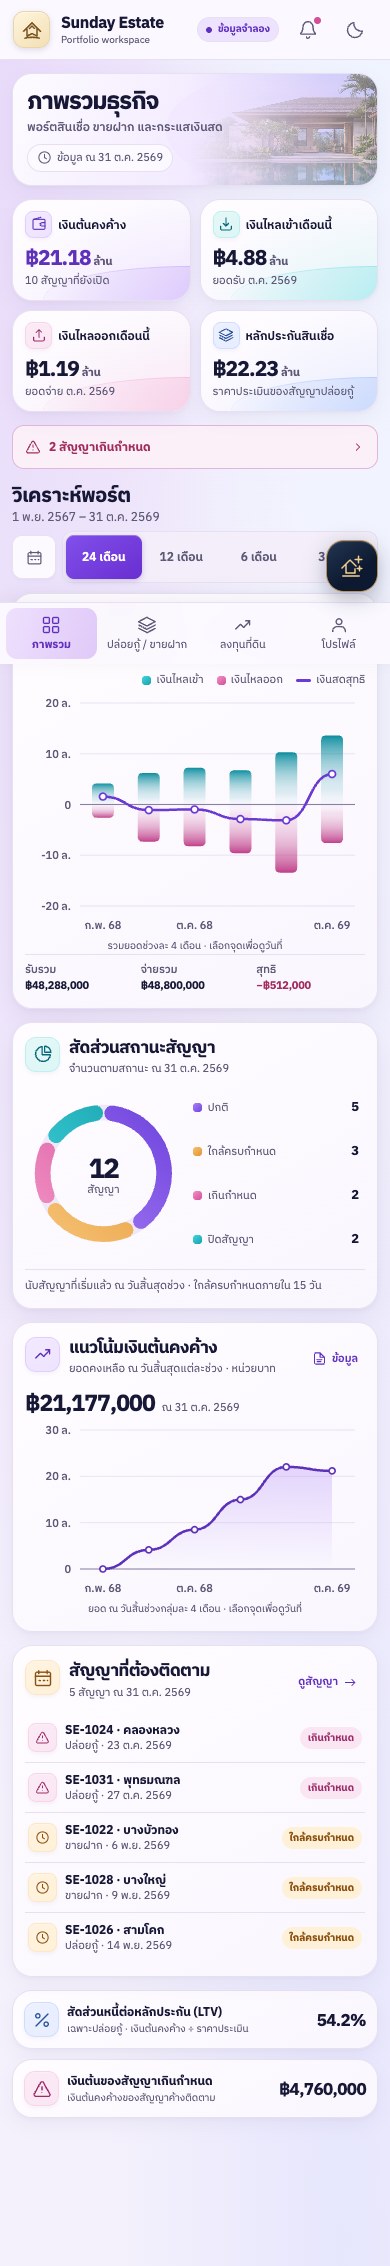 Sunday Estate
Portfolio workspace
ข้อมูลจำลอง
ภาพรวมธุรกิจ
พอร์ตสินเชื่อ ขายฝาก และกระแสเงินสด
ข้อมูล ณ 31 ต.ค. 2569
เงินต้นคงค้าง
฿21.18 ล้าน
10 สัญญาที่ยังเปิด
เงินไหลเข้าเดือนนี้
฿4.88 ล้าน
ยอดรับ ต.ค. 2569
เงินไหลออกเดือนนี้
฿1.19 ล้าน
ยอดจ่าย ต.ค. 2569
หลักประกันสินเชื่อ
฿22.23 ล้าน
ราคาประเมินของสัญญาปล่อยกู้
2 สัญญาเกินกำหนด
วิเคราะห์พอร์ต
1 พ.ย. 2567 – 31 ต.ค. 2569
24 เดือน
12 เดือน
6 เดือน
3
ภาพรวม
ปล่อยกู้ / ขายฝาก
ลงทุนที่ดิน
โปรไฟล์
เงินไหลเข้า
เงินไหลออก
เงินสดสุทธิ
20 ล.
10 ล.
0
-10 ล.
-20 ล.
ก.พ. 68
ต.ค. 68
ต.ค. 69
รวมยอดช่วงละ 4 เดือน · เลือกจุดเพื่อดูวันที่
รับรวม
฿48,288,000
จ่ายรวม
฿48,800,000
สุทธิ
−฿512,000
สัดส่วนสถานะสัญญา
จำนวนตามสถานะ ณ 31 ต.ค. 2569
12
สัญญา
ปกติ 5
ใกล้ครบกำหนด 3
เกินกำหนด 2
ปิดสัญญา 2
นับสัญญาที่เริ่มแล้ว ณ วันสิ้นสุดช่วง · ใกล้ครบกำหนดภายใน 15 วัน
แนวโน้มเงินต้นคงค้าง
ยอดคงเหลือ ณ วันสิ้นสุดแต่ละช่วง · หน่วยบาท
ข้อมูล
฿21,177,000 ณ 31 ต.ค. 2569
30 ล.
20 ล.
10 ล.
0
ก.พ. 68
ต.ค. 68
ต.ค. 69
ยอด ณ วันสิ้นช่วงกลุ่มละ 4 เดือน · เลือกจุดเพื่อดูวันที่
สัญญาที่ต้องติดตาม
5 สัญญา ณ 31 ต.ค. 2569
ดูสัญญา →
SE-1024 · คลองหลวง
ปล่อยกู้ · 23 ต.ค. 2569
เกินกำหนด
SE-1031 · พุทธมณฑล
ปล่อยกู้ · 27 ต.ค. 2569
เกินกำหนด
SE-1022 · บางบัวทอง
ขายฝาก · 6 พ.ย. 2569
ใกล้ครบกำหนด
SE-1028 · บางใหญ่
ขายฝาก · 9 พ.ย. 2569
ใกล้ครบกำหนด
SE-1026 · สามโคก
ปล่อยกู้ · 14 พ.ย. 2569
ใกล้ครบกำหนด
สัดส่วนหนี้ต่อหลักประกัน (LTV)
เฉพาะปล่อยกู้ · เงินต้นคงค้าง ÷ ราคาประเมิน
54.2%
เงินต้นของสัญญาเกินกำหนด
เงินต้นคงค้างของสัญญาค้างติดตาม
฿4,760,000